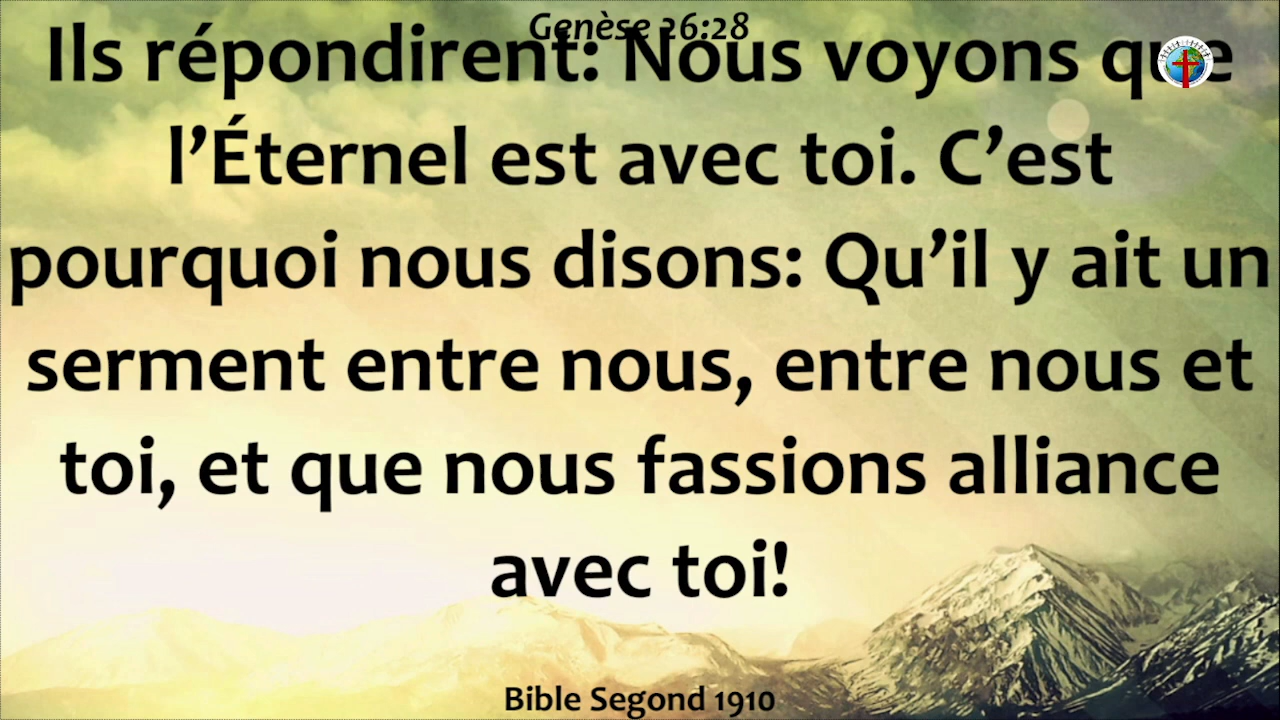 Genèse 26:28
Ils répondirent: Nous voyons que
l’Éternel est avec toi. C’est
pourquoi nous disons: Qu’il y ait un
serment entre nous, entre nous et
toi, et que nous fassions alliance
avec toi!
Bible Segond 1910